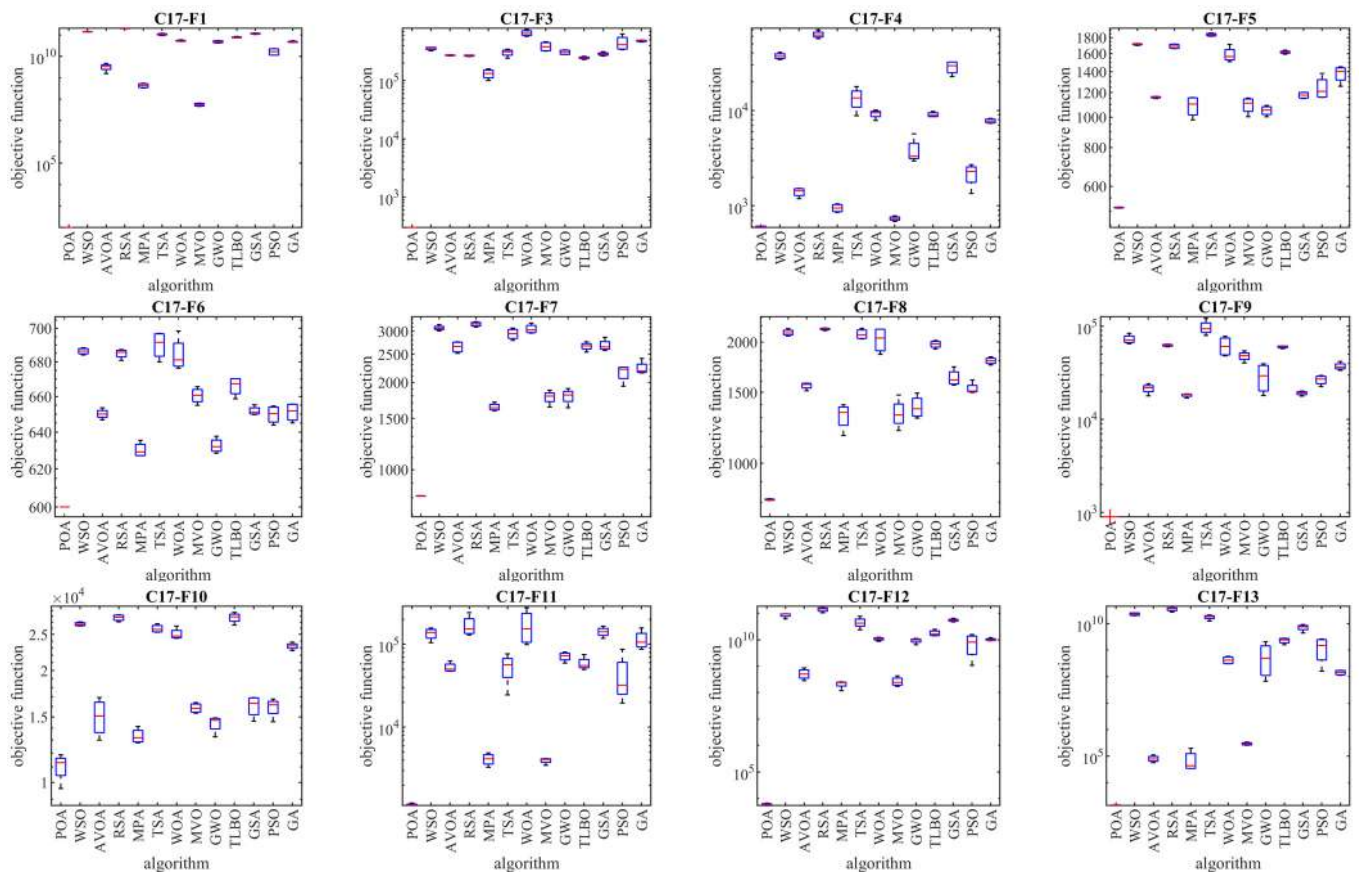 C17-F1
objective function
10^10
10^5
POA
WSO
AVOA
RSA
MPA
TSA
WOA
MVO
GWO
TLBO
GSA
PSO
GA
algorithm
C17-F3
objective function
10^5
10^4
10^3
POA
WSO
AVOA
RSA
MPA
TSA
WOA
MVO
GWO
TLBO
GSA
PSO
GA
algorithm
C17-F4
objective function
10^4
10^3
POA
WSO
AVOA
RSA
MPA
TSA
WOA
MVO
GWO
TLBO
GSA
PSO
GA
algorithm
C17-F5
objective function
1800
1600
1400
1200
1000
800
600
POA
WSO
AVOA
RSA
MPA
TSA
WOA
MVO
GWO
TLBO
GSA
PSO
GA
algorithm
C17-F6
objective function
700
680
660
640
620
600
POA
WSO
AVOA
RSA
MPA
TSA
WOA
MVO
GWO
TLBO
GSA
PSO
GA
algorithm
C17-F7
objective function
3000
2500
2000
1500
1000
POA
WSO
AVOA
RSA
MPA
TSA
WOA
MVO
GWO
TLBO
GSA
PSO
GA
algorithm
C17-F8
objective function
2000
1500
1000
POA
WSO
AVOA
RSA
MPA
TSA
WOA
MVO
GWO
TLBO
GSA
PSO
GA
algorithm
C17-F9
objective function
10^5
10^4
10^3
POA
WSO
AVOA
RSA
MPA
TSA
WOA
MVO
GWO
TLBO
GSA
PSO
GA
algorithm
C17-F10
× 10^4
objective function
2.5
2
1.5
1
POA
WSO
AVOA
RSA
MPA
TSA
WOA
MVO
GWO
TLBO
GSA
PSO
GA
algorithm
C17-F11
objective function
10^5
10^4
POA
WSO
AVOA
RSA
MPA
TSA
WOA
MVO
GWO
TLBO
GSA
PSO
GA
algorithm
C17-F12
objective function
10^10
10^5
POA
WSO
AVOA
RSA
MPA
TSA
WOA
MVO
GWO
TLBO
GSA
PSO
GA
algorithm
C17-F13
objective function
10^10
10^5
POA
WSO
AVOA
RSA
MPA
TSA
WOA
MVO
GWO
TLBO
GSA
PSO
GA
algorithm